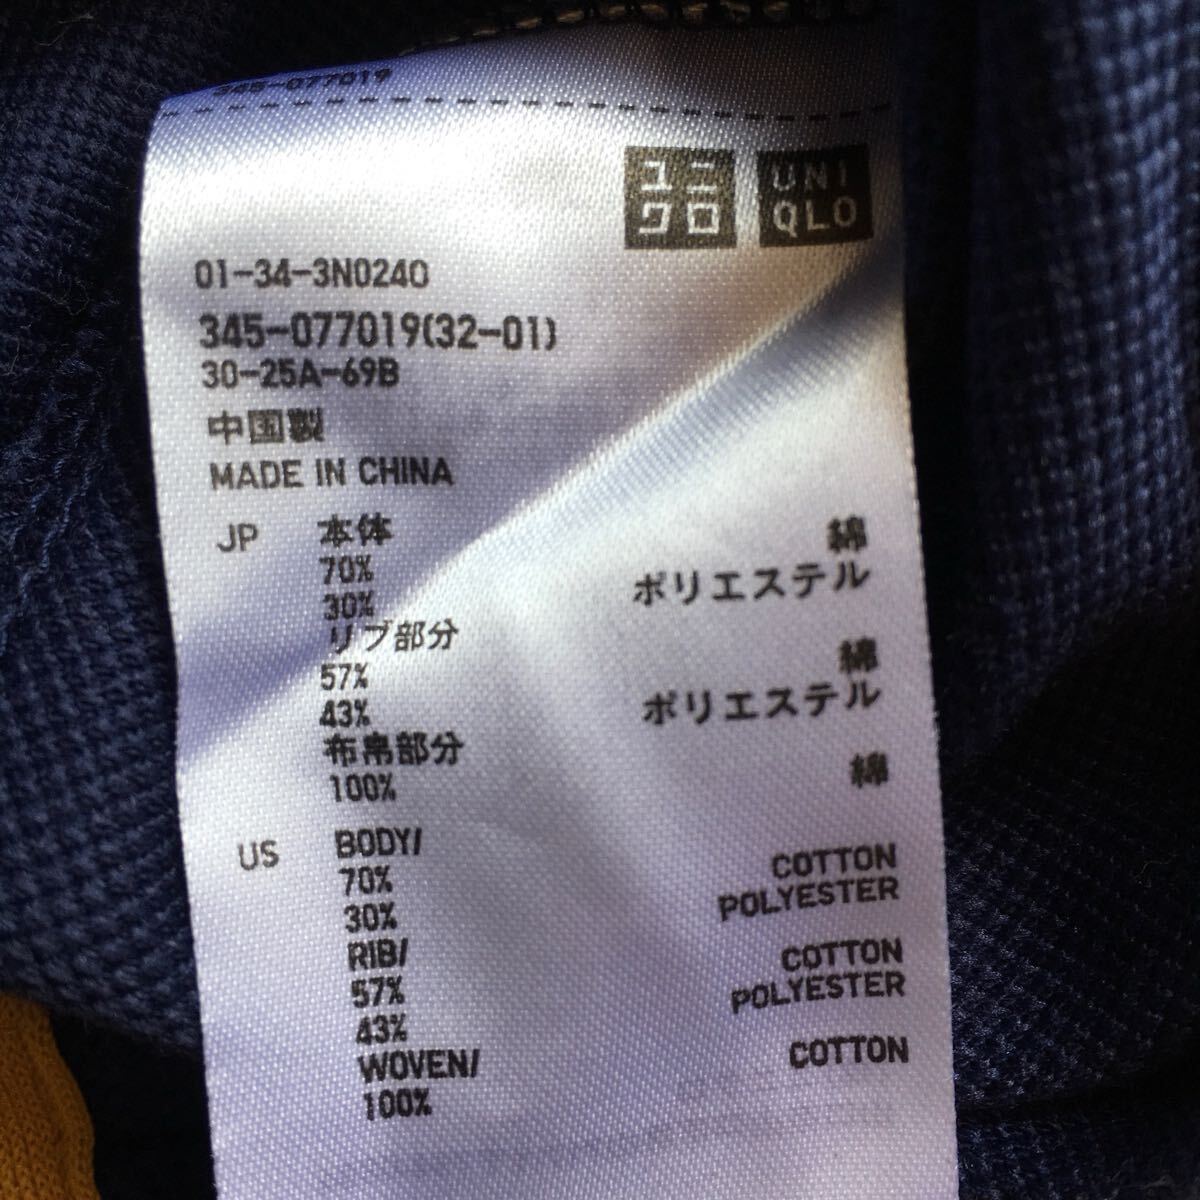 345-077019
ユニ
クロ
UNI
QLO
01-34-3N0240
345-077019(32-01)
30-25A-69B
中国製
MADE IN CHINA
JP 本体
70% 綿
30% ポリエステル
リブ部分
57% 綿
43% ポリエステル
布帛部分
100% 綿
US BODY/
70% COTTON
30% POLYESTER
RIB/
57% COTTON
43% POLYESTER
WOVEN/
100% COTTON